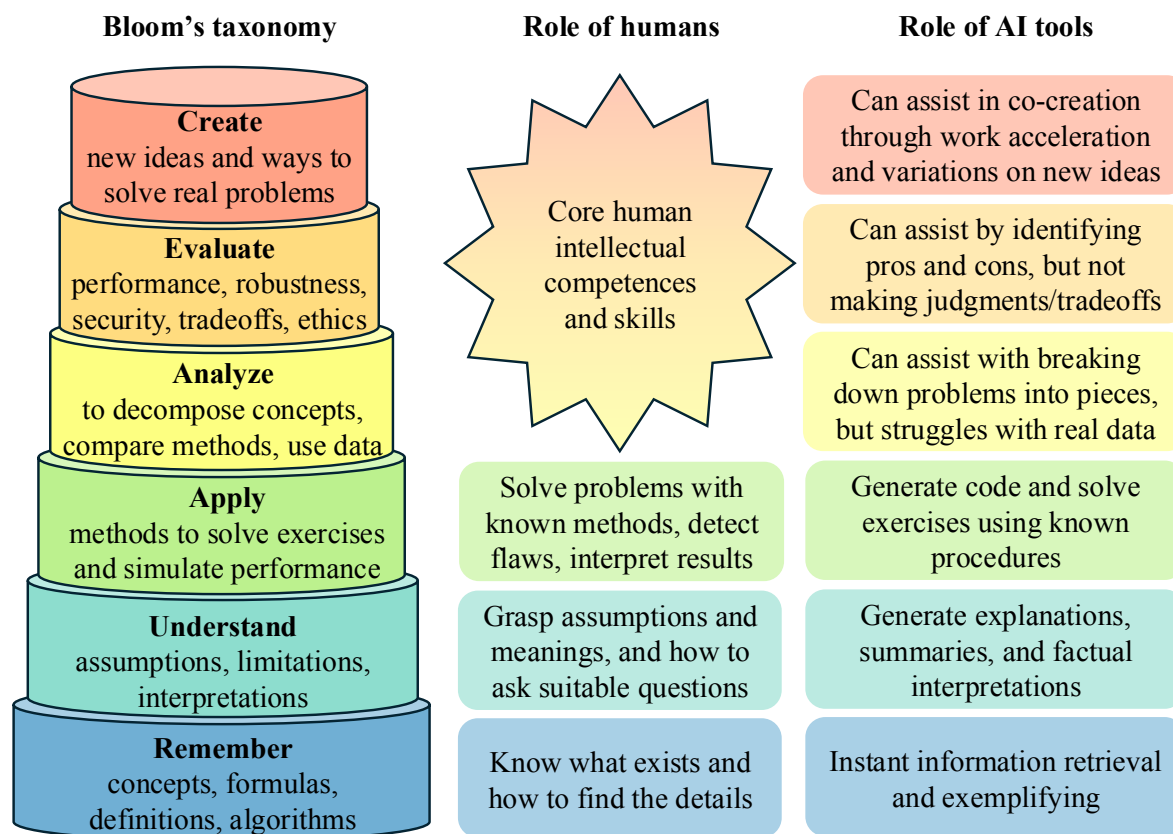 Bloom’s taxonomy
Role of humans
Role of AI tools
Create
new ideas and ways to
solve real problems
Evaluate
performance, robustness,
security, tradeoffs, ethics
Analyze
to decompose concepts,
compare methods, use data
Apply
methods to solve exercises
and simulate performance
Understand
assumptions, limitations,
interpretations
Remember
concepts, formulas,
definitions, algorithms
Core human
intellectual
competences
and skills
Solve problems with
known methods, detect
flaws, interpret results
Grasp assumptions and
meanings, and how to
ask suitable questions
Know what exists and
how to find the details
Can assist in co-creation
through work acceleration
and variations on new ideas
Can assist by identifying
pros and cons, but not
making judgments/tradeoffs
Can assist with breaking
down problems into pieces,
but struggles with real data
Generate code and solve
exercises using known
procedures
Generate explanations,
summaries, and factual
interpretations
Instant information retrieval
and exemplifying